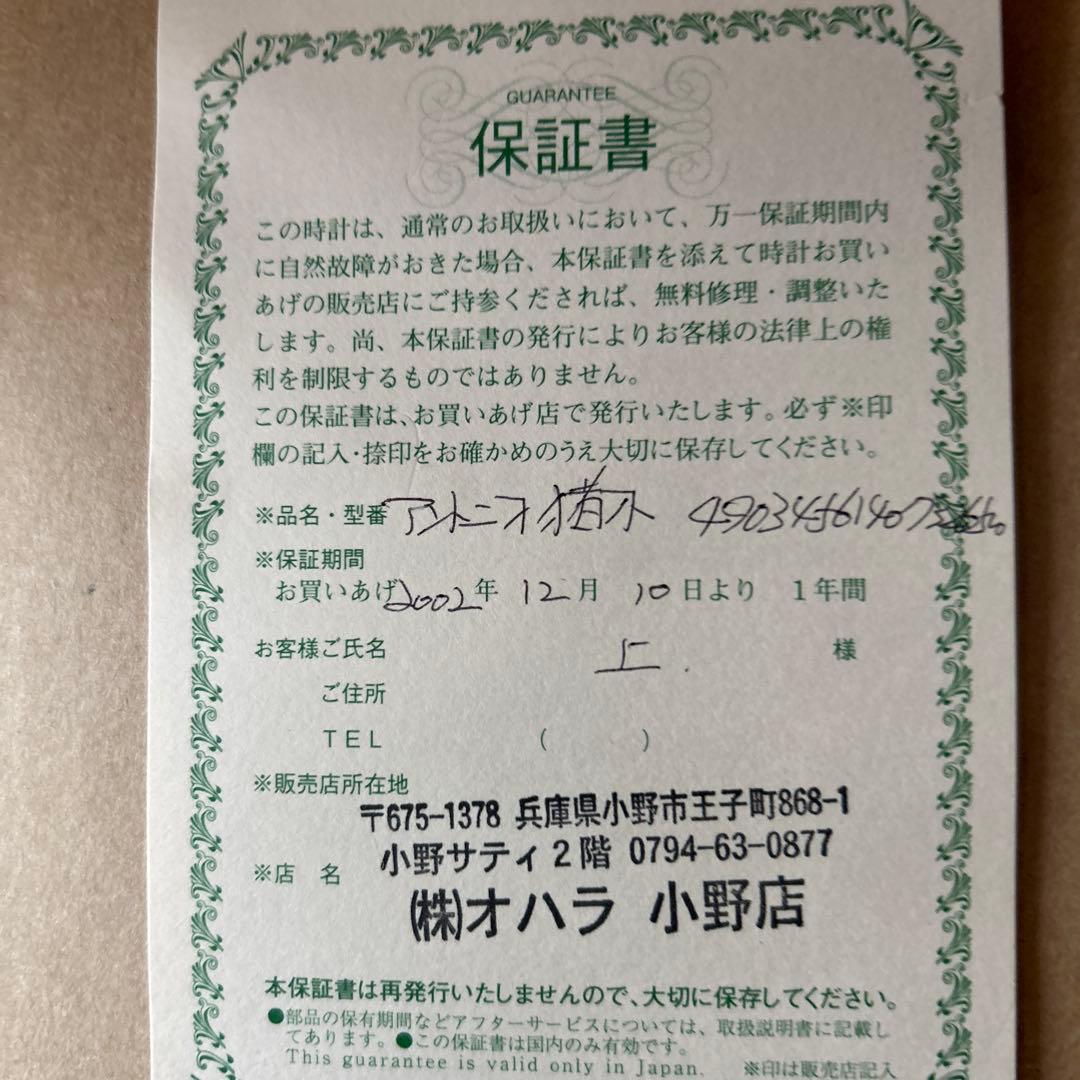 GUARANTEE
保証書
この時計は、通常のお取扱いにおいて、万一保証期間内
に自然故障がおきた場合、本保証書を添えて時計お買い
あげの販売店にご持参くだされば、無料修理・調整いた
します。尚、本保証書の発行によりお客様の法律上の権
利を制限するものではありません。
この保証書は、お買いあげ店で発行いたします。必ず※印
欄の記入・捺印をお確かめのうえ大切に保存してください。
※品名・型番 アントニオ猪木
※保証期間
お買いあげ2002年 12月 10日より 1年間
お客様ご氏名 上 様
ご住所
TEL ( )
※販売店所在地
〒675-1378 兵庫県小野市王子町868-1
小野サティ2階 0794-63-0877
※店 名
㈱オハラ 小野店
本保証書は再発行いたしませんので、大切に保存してください。
●部品の保有期間などアフターサービスについては、取扱説明書に記載し
てあります。●この保証書は国内のみ有効です。
This guarantee is valid only in Japan. ※印は販売店記入